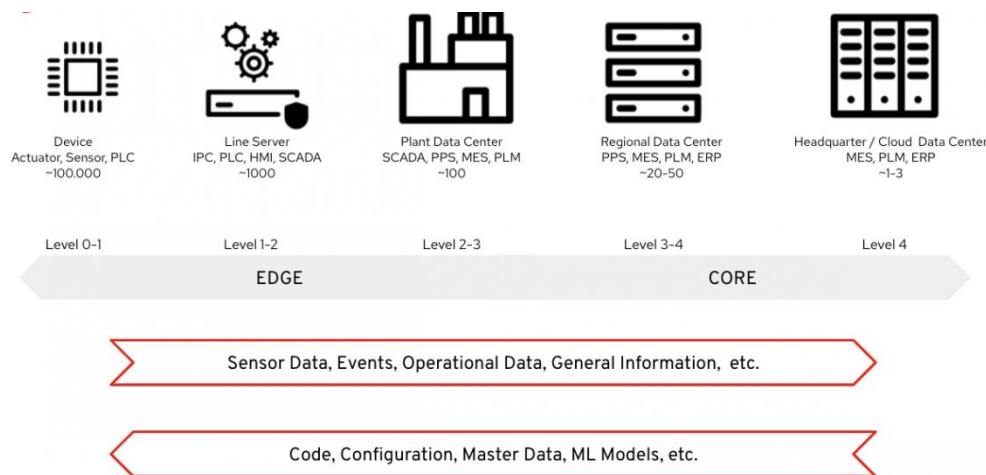 Device
Actuator, Sensor, PLC
~100.000
Line Server
IPC, PLC, HMI, SCADA
~1000
Plant Data Center
SCADA, PPS, MES, PLM
~100
Regional Data Center
PPS, MES, PLM, ERP
~20-50
Headquarter / Cloud Data Center
MES, PLM, ERP
~1-3
Level 0-1
Level 1-2
Level 2-3
Level 3-4
Level 4
EDGE
CORE
Sensor Data, Events, Operational Data, General Information, etc.
Code, Configuration, Master Data, ML Models, etc.